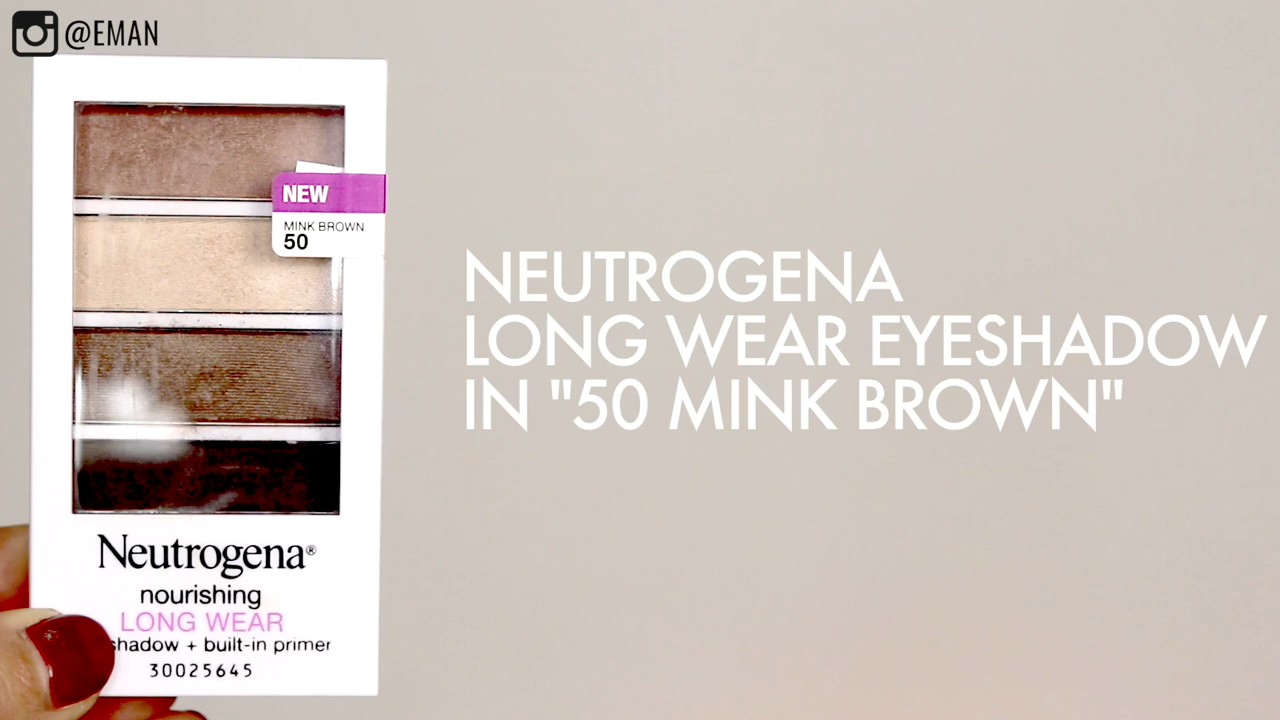 @EMAN
NEW
MINK BROWN
50
Neutrogena®
nourishing
LONG WEAR
shadow + built-in primer
30025645
NEUTROGENA
LONG WEAR EYESHADOW
IN "50 MINK BROWN"